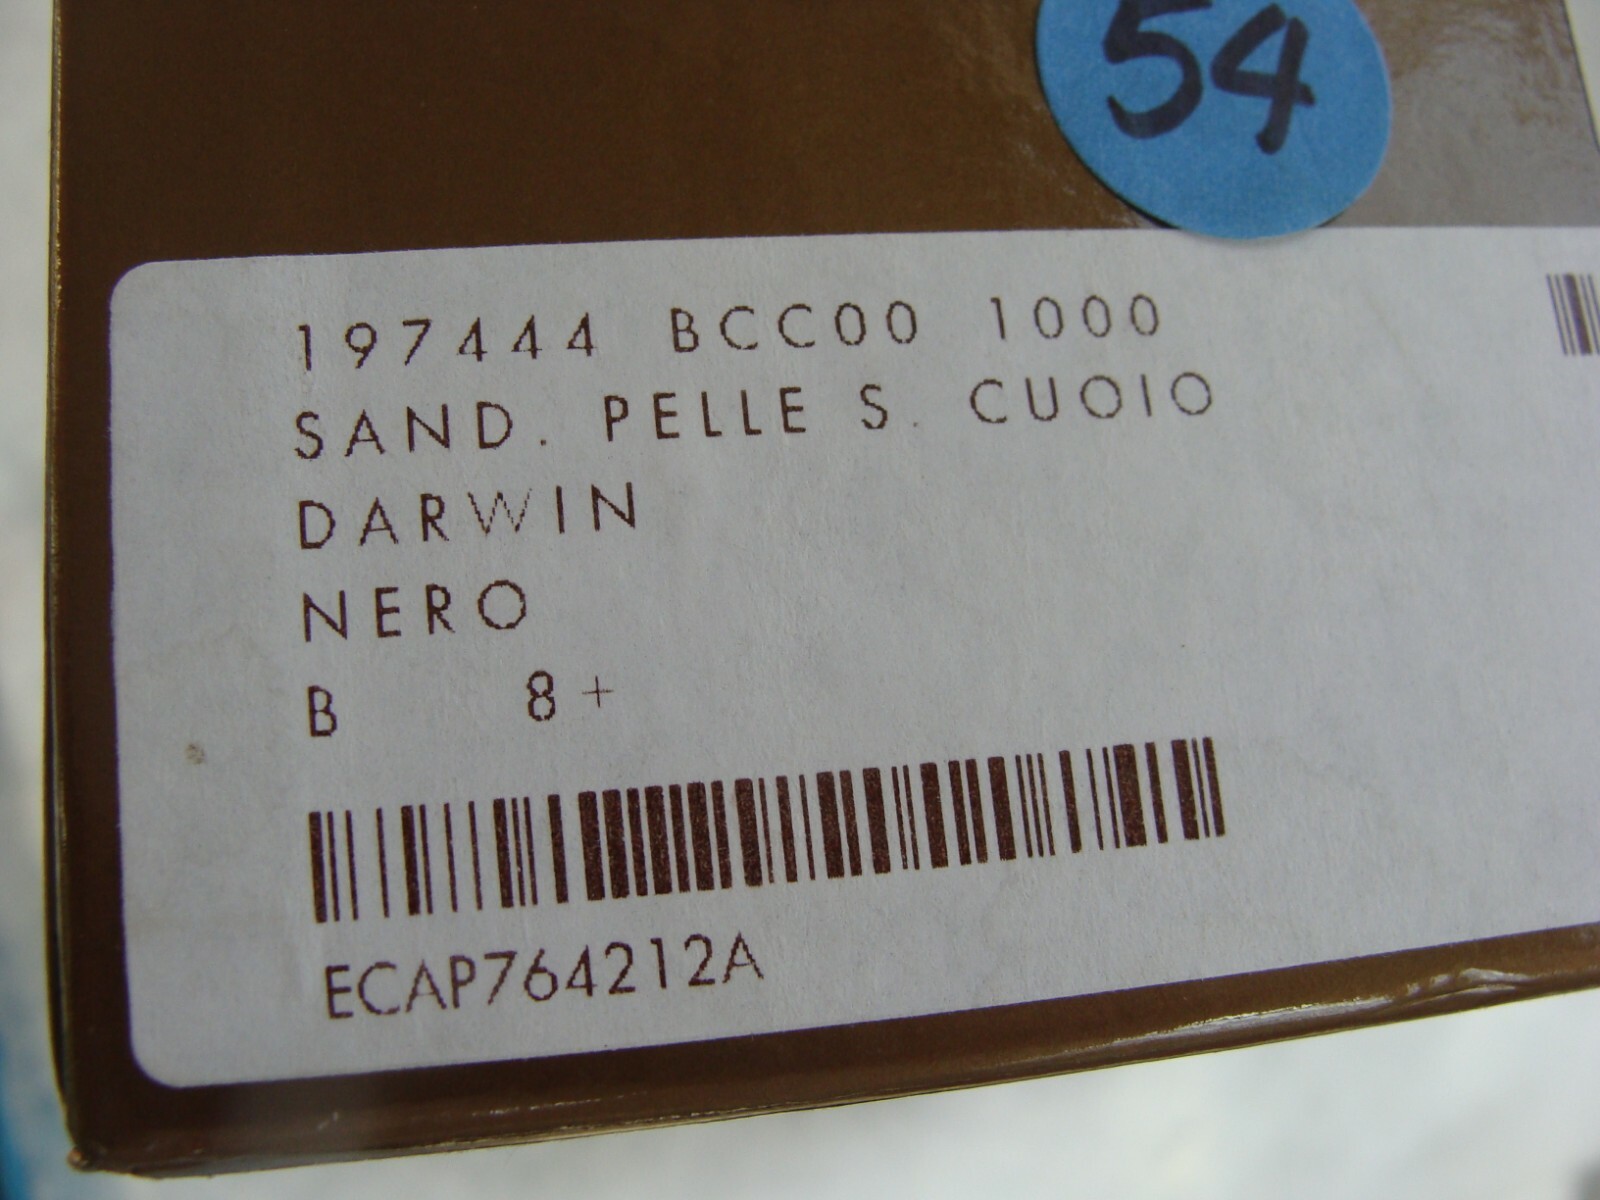 54
197444 BCC00 1000
SAND. PELLE S. CUOIO
DARWIN
NERO
B 8+
ECAP764212A